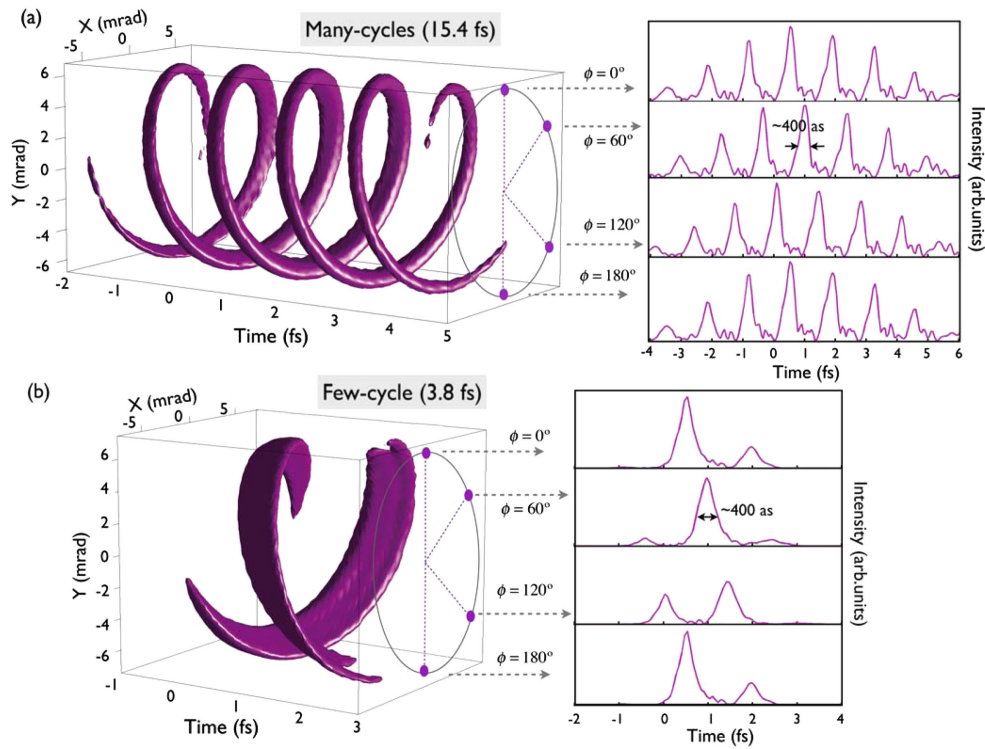 (a)
Many-cycles (15.4 fs)
X (mrad)
-5
0
5
6
4
2
0
-2
-4
-6
Y (mrad)
-2
-1
0
1
2
3
4
5
Time (fs)
ϕ = 0º
ϕ = 60º
ϕ = 120º
ϕ = 180º
~400 as
Intensity (arb.units)
-4 -3 -2 -1 0 1 2 3 4 5 6
Time (fs)
(b)
Few-cycle (3.8 fs)
X (mrad)
-5
0
5
6
4
2
0
-2
-4
-6
Y (mrad)
-1
0
1
2
3
Time (fs)
ϕ = 0º
ϕ = 60º
ϕ = 120º
ϕ = 180º
~400 as
Intensity (arb.units)
-2 -1 0 1 2 3 4
Time (fs)